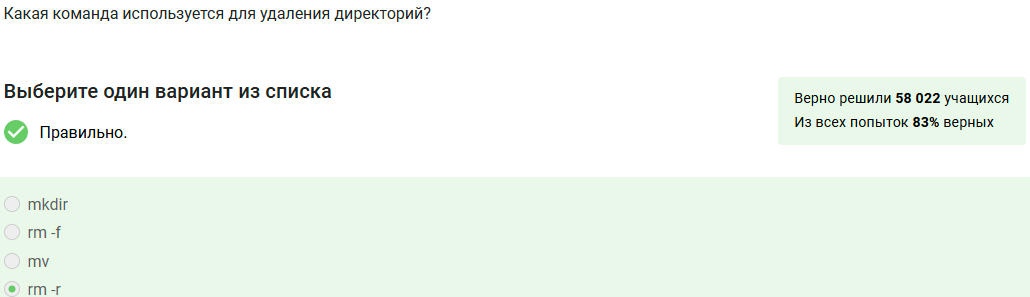 Какая команда используется для удаления директорий?
Выберите один вариант из списка
Верно решили 58 022 учащихся
Из всех попыток 83% верных
Правильно.
mkdir
rm -f
mv
rm -r